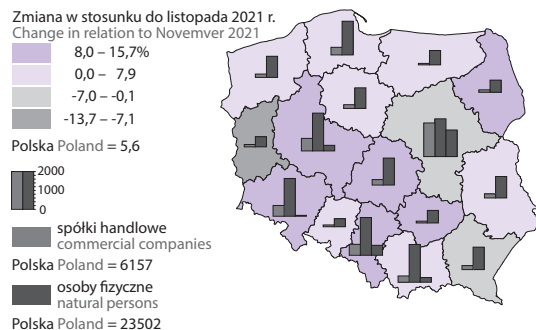 Zmiana w stosunku do listopada 2021 r.
Change in relation to Novemver 2021
8,0 – 15,7%
0,0 – 7,9
-7,0 – -0,1
-13,7 – -7,1
Polska Poland = 5,6
2000
1000
0
spółki handlowe
commercial companies
Polska Poland = 6157
osoby fizyczne
natural persons
Polska Poland = 23502